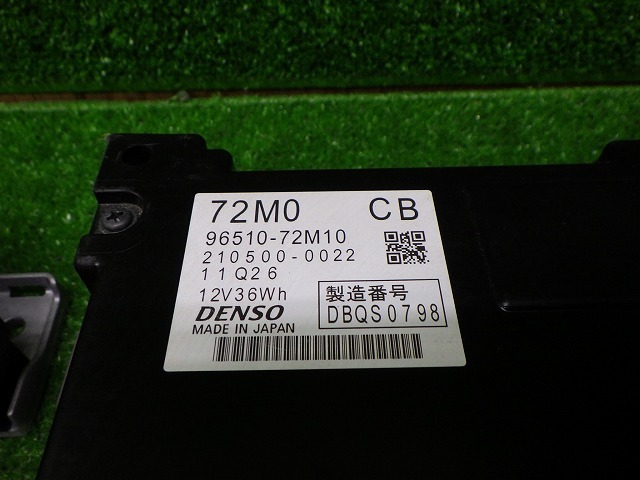 72M0 CB
96510-72M10
210500-0022
11Q26
12V36Wh
製造番号
DENSO
DBQS0798
MADE IN JAPAN